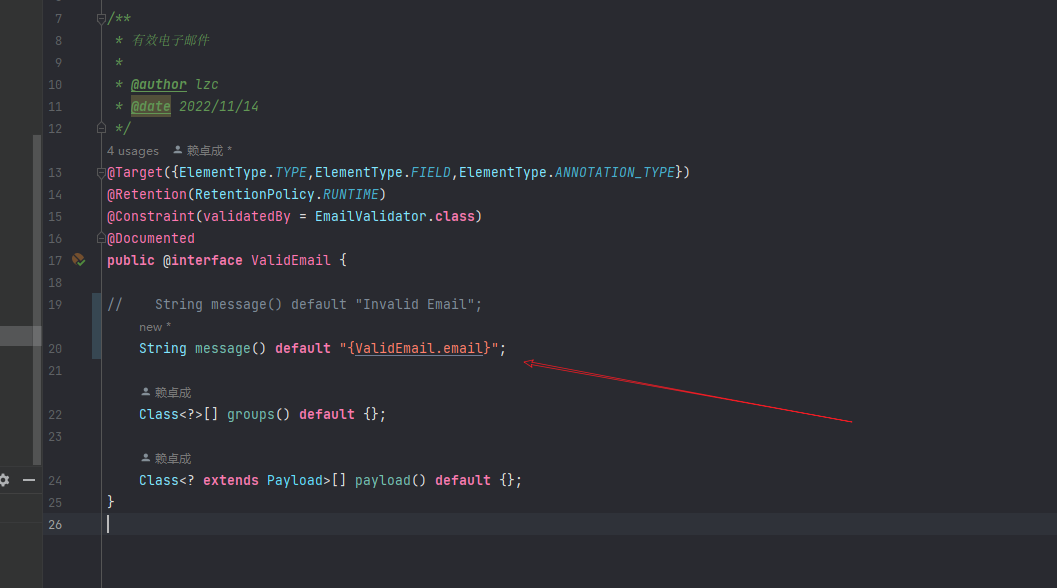 7 /**
8 * 有效电子邮件
9 *
10 * @author lzc
11 * @date 2022/11/14
12 */
4 usages 赖卓成 *
13 @Target({ElementType.TYPE,ElementType.FIELD,ElementType.ANNOTATION_TYPE})
14 @Retention(RetentionPolicy.RUNTIME)
15 @Constraint(validatedBy = EmailValidator.class)
16 @Documented
17 public @interface ValidEmail {
18
19 // String message() default "Invalid Email";
new *
20 String message() default "{ValidEmail.email}";
21
赖卓成
22 Class<?>[] groups() default {};
23
赖卓成
24 Class<? extends Payload>[] payload() default {};
25 }
26